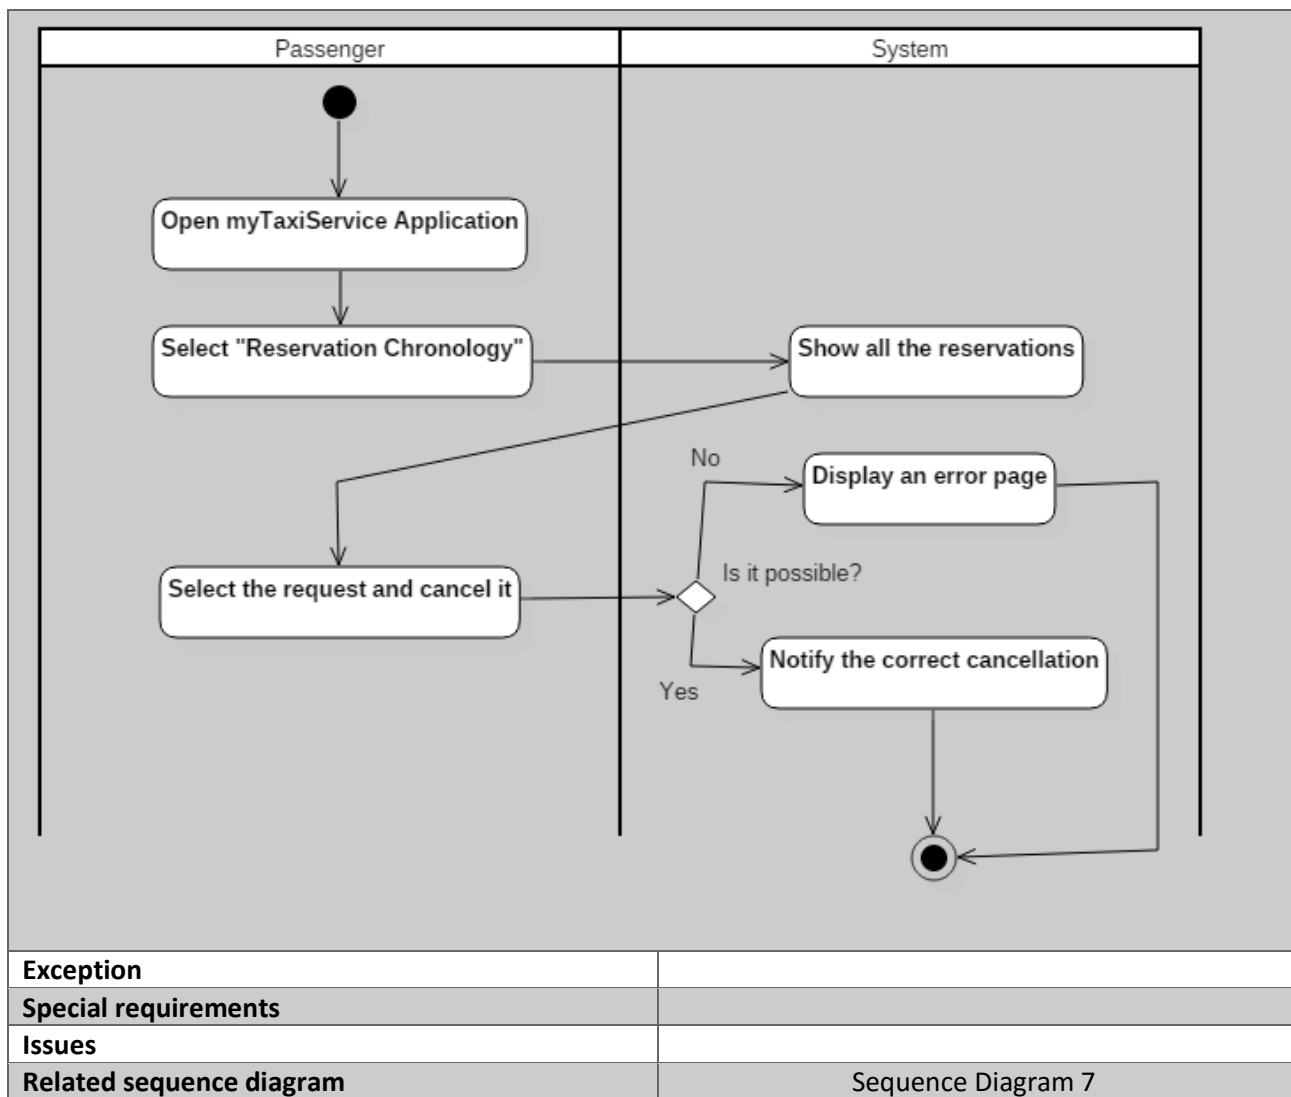 Passenger
System
Open myTaxiService Application
Select "Reservation Chronology"
Show all the reservations
No
Display an error page
Is it possible?
Select the request and cancel it
Notify the correct cancellation
Yes
Exception
Special requirements
Issues
Related sequence diagram
Sequence Diagram 7